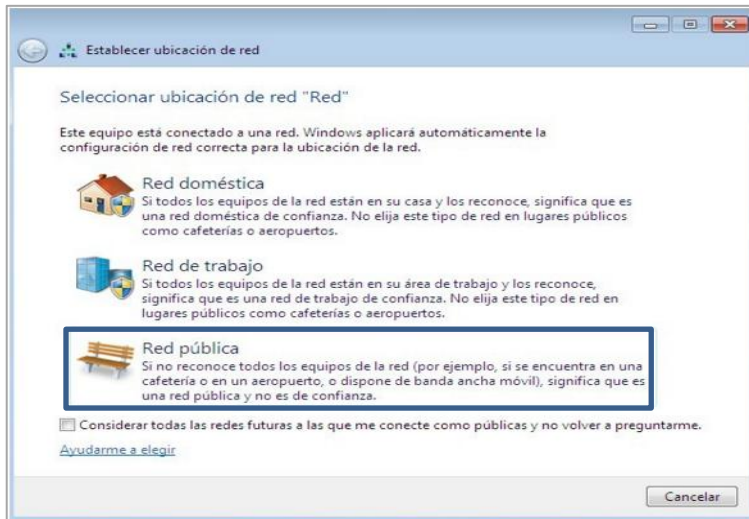 Establecer ubicación de red
Seleccionar ubicación de red "Red"
Este equipo está conectado a una red. Windows aplicará automáticamente la
configuración de red correcta para la ubicación de la red.
Red doméstica
Si todos los equipos de la red están en su casa y los reconoce, significa que es
una red doméstica de confianza. No elija este tipo de red en lugares públicos
como cafeterías o aeropuertos.
Red de trabajo
Si todos los equipos de la red están en su área de trabajo y los reconoce,
significa que es una red de trabajo de confianza. No elija este tipo de red en
lugares públicos como cafeterías o aeropuertos.
Red pública
Si no reconoce todos los equipos de la red (por ejemplo, si se encuentra en una
cafetería o en un aeropuerto, o dispone de banda ancha móvil), significa que es
una red pública y no es de confianza.
Considerar todas las redes futuras a las que me conecte como públicas y no volver a preguntarme.
Ayudarme a elegir
Cancelar